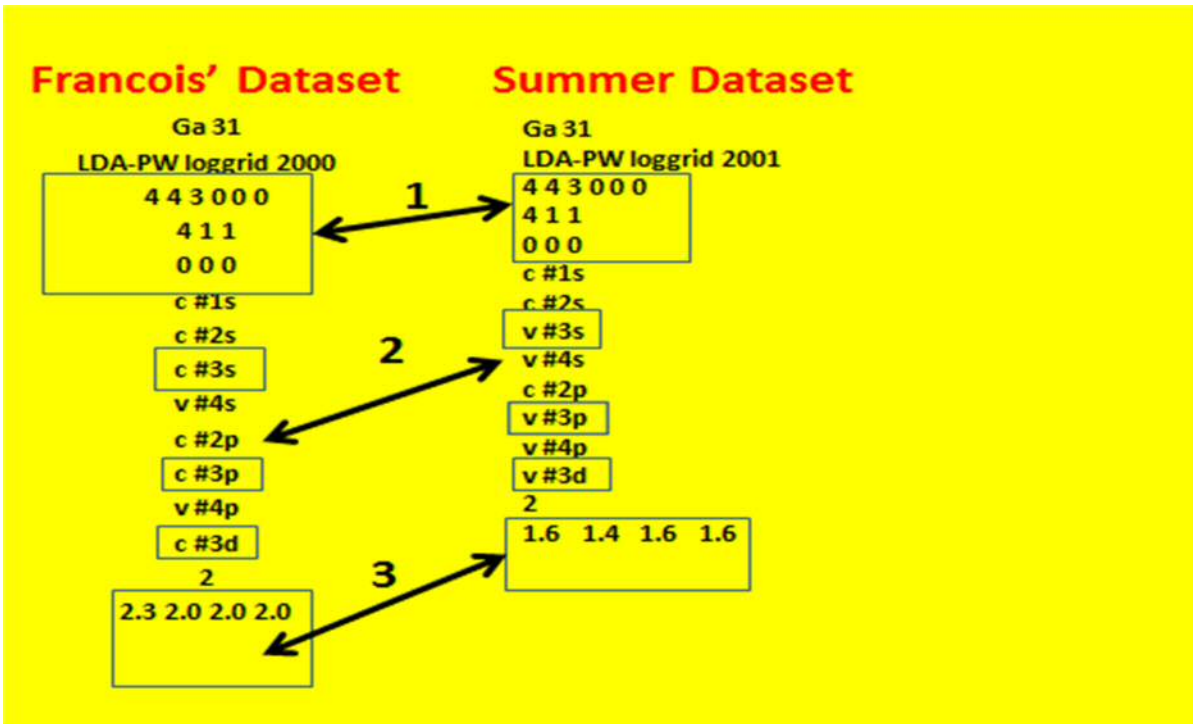 Francois' Dataset
Ga 31
LDA-PW loggrid 2000
4 4 3 0 0 0
4 1 1
0 0 0
c #1s
c #2s
c #3s
v #4s
c #2p
c #3p
v #4p
c #3d
2
2.3 2.0 2.0 2.0
1
2
3
Summer Dataset
Ga 31
LDA-PW loggrid 2001
4 4 3 0 0 0
4 1 1
0 0 0
c #1s
c #2s
v #3s
v #4s
c #2p
v #3p
v #4p
v #3d
2
1.6 1.4 1.6 1.6